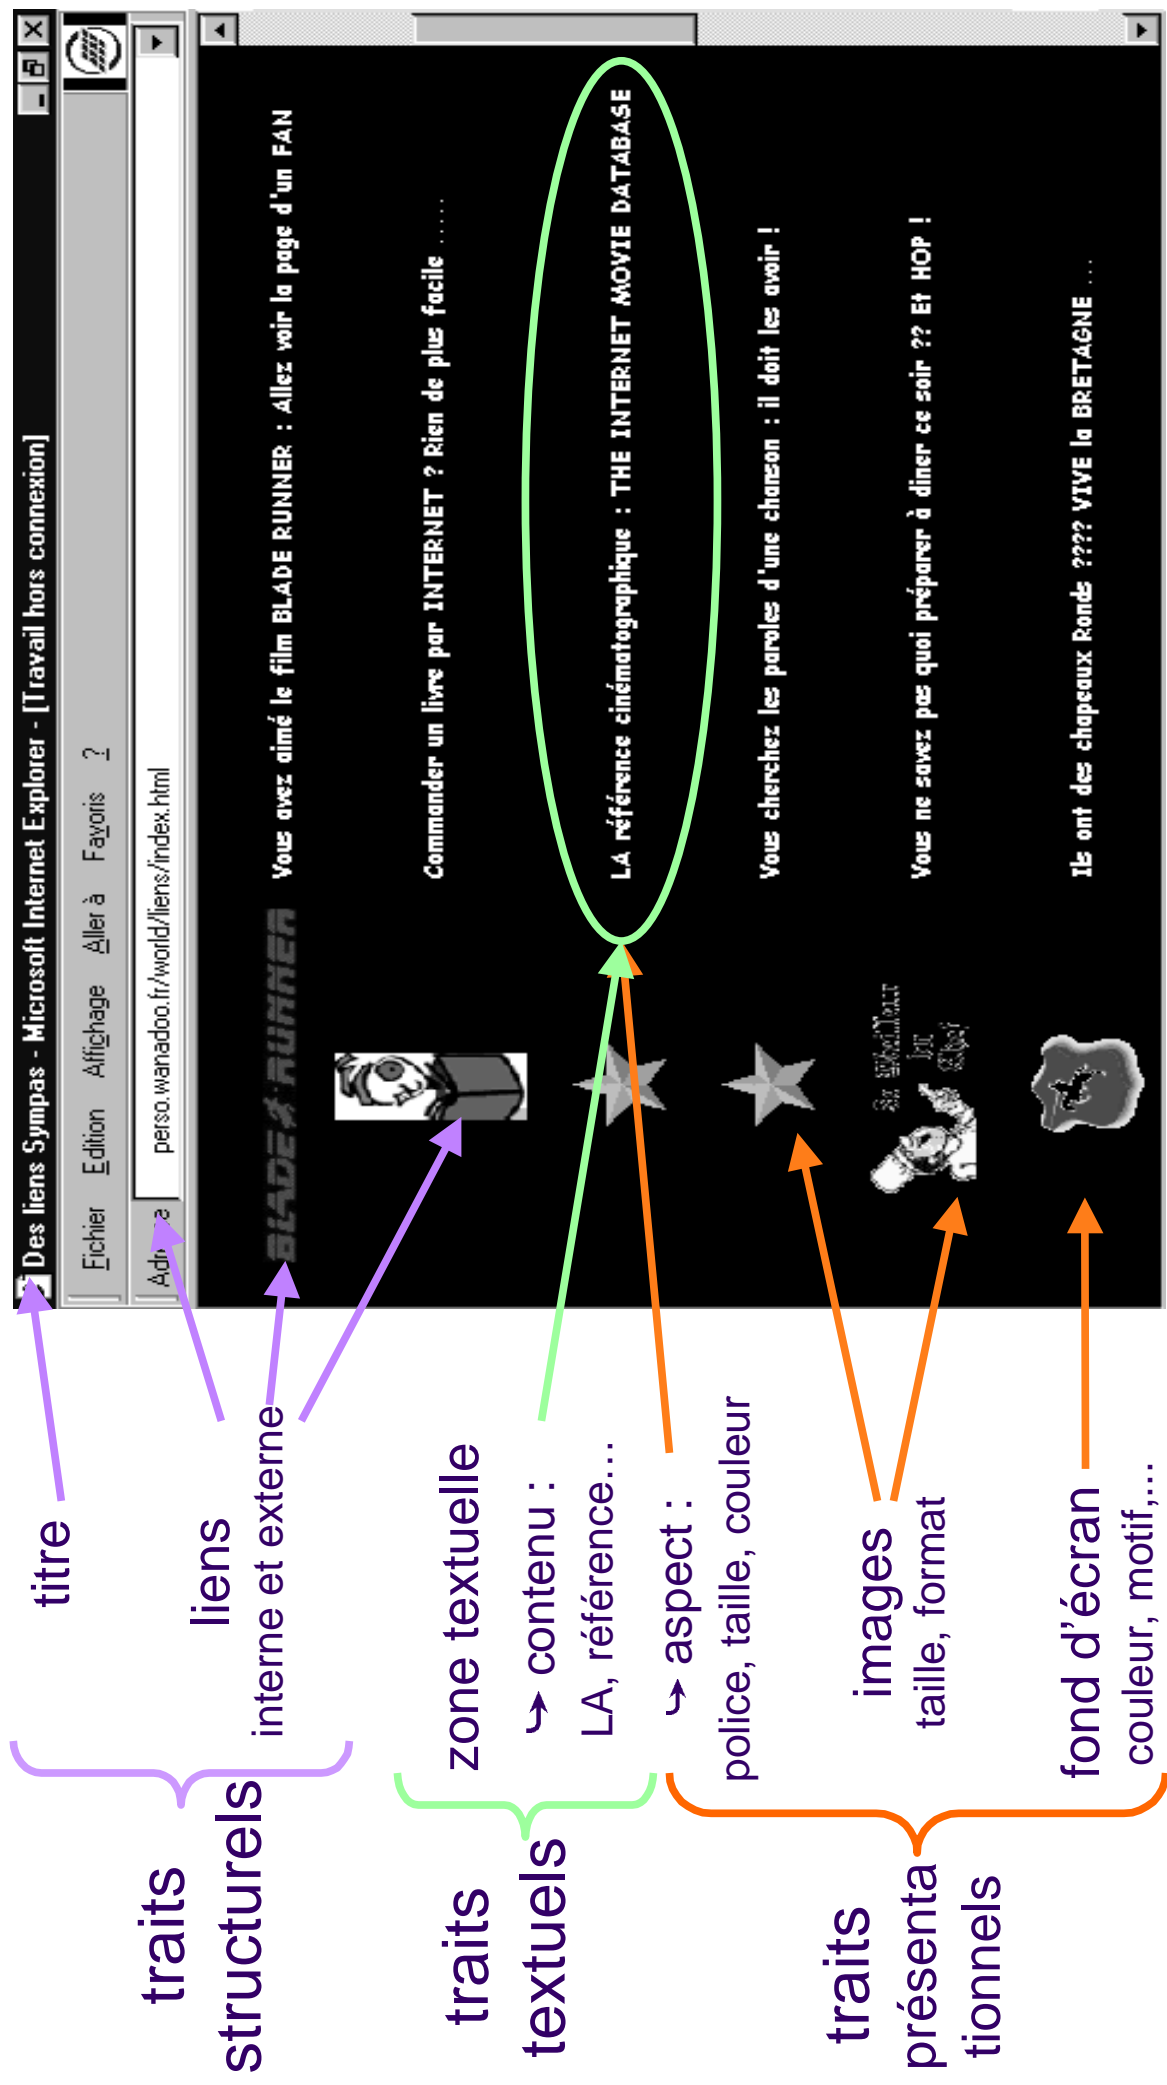 traits
structurels
titre
liens
interne et externe
traits
textuels
zone textuelle
contenu :
LA, référence...
traits
présenta
tionnels
aspect :
police, taille, couleur
images
taille, format
fond d'écran
couleur, motif,...
Des liens Sympas - Microsoft Internet Explorer - [Travail hors connexion]
Fichier Edition Affichage Aller à Favoris ?
perso.wanadoo.fr/world/liens/index.html
BLADE RUNNER
Vous avez aimé le film BLADE RUNNER : Allez voir la page d'un FAN
Commander un livre par INTERNET ? Rien de plus facile ......
LA référence cinématographique : THE INTERNET MOVIE DATABASE
Vous cherchez les paroles d'une chanson : il doit les avoir !
Vous ne savez pas quoi préparer à diner ce soir ?? Et HOP !
Ils ont des chapeaux Ronds ???? VIVE la BRETAGNE ...